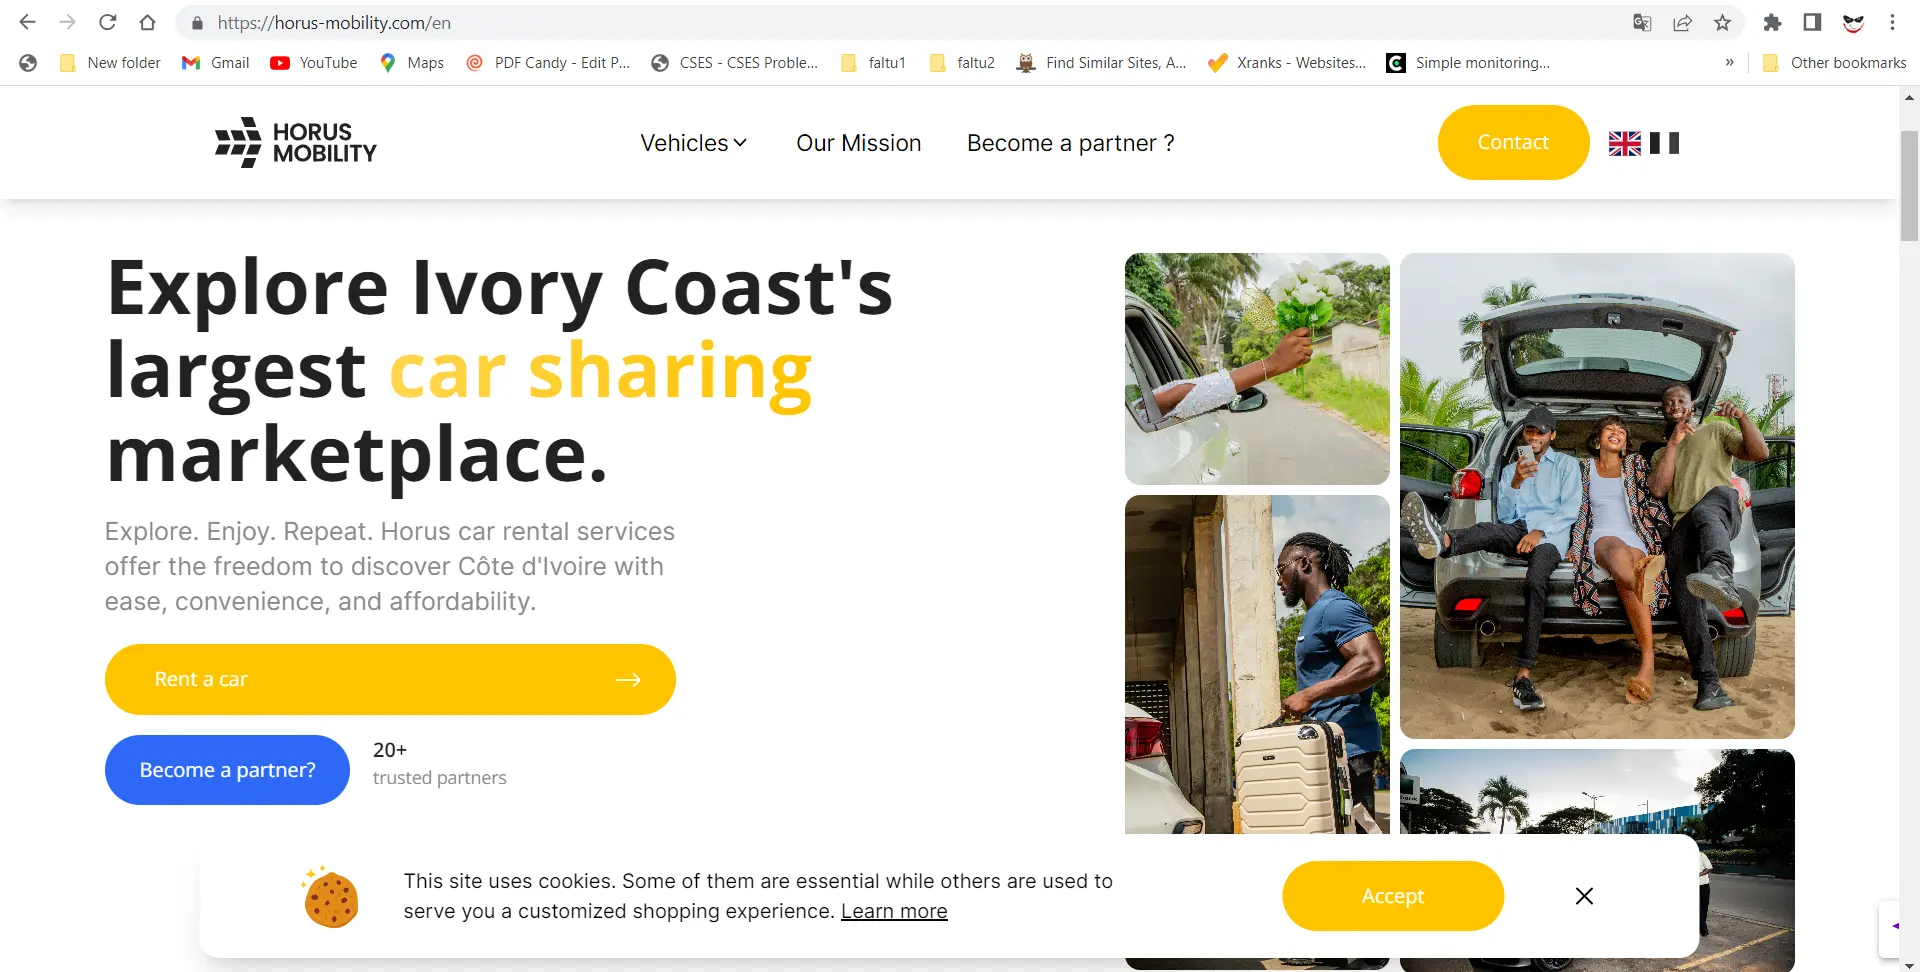 https://horus-mobility.com/en
New folder
Gmail
YouTube
Maps
PDF Candy - Edit P...
CSES - CSES Proble...
faltu1
faltu2
Find Similar Sites, A...
Xranks - Websites...
Simple monitoring...
»
Other bookmarks
HORUS
MOBILITY
Vehicles
Our Mission
Become a partner ?
Contact
Explore Ivory Coast's
largest car sharing
marketplace.
Explore. Enjoy. Repeat. Horus car rental services
offer the freedom to discover Côte d'Ivoire with
ease, convenience, and affordability.
Rent a car
Become a partner?
20+
trusted partners
This site uses cookies. Some of them are essential while others are used to
serve you a customized shopping experience. Learn more
Accept